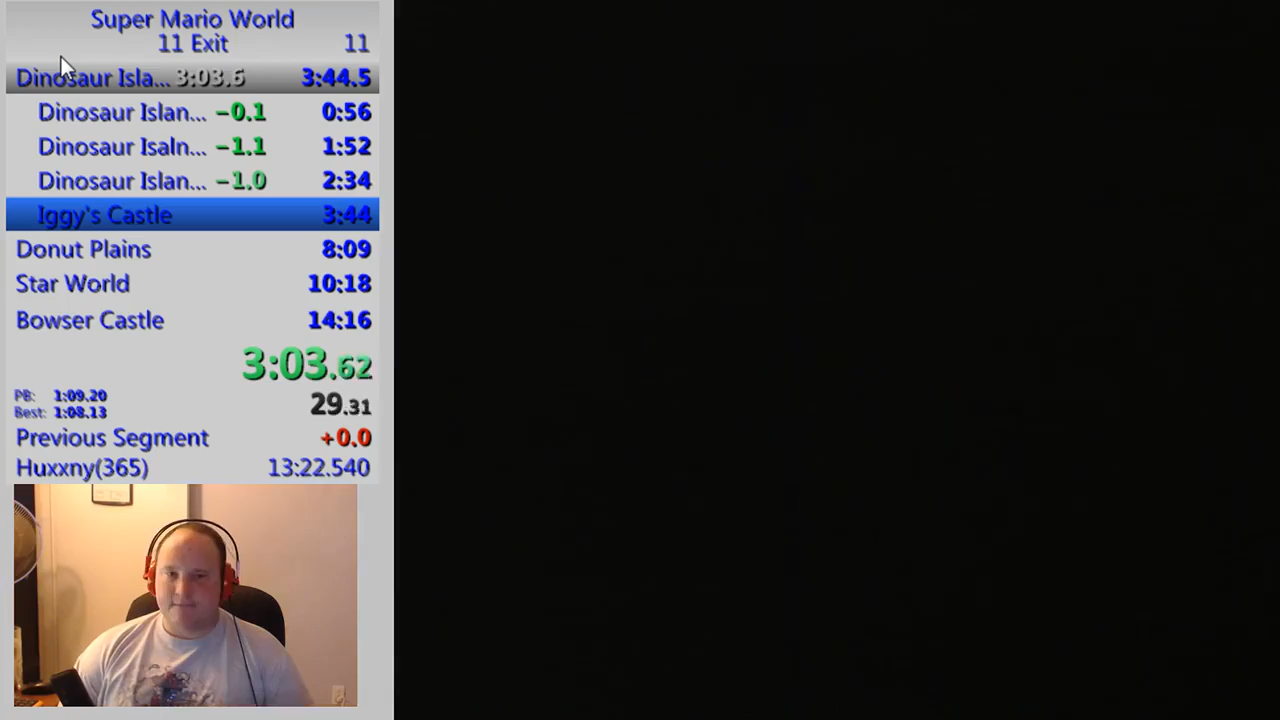 Super Mario World
11 Exit 11
Dinosaur Isla... 3:03.6 3:44.5
Dinosaur Islan... -0.1 0:56
Dinosaur Isaln... -1.1 1:52
Dinosaur Islan... -1.0 2:34
Iggy's Castle 3:44
Donut Plains 8:09
Star World 10:18
Bowser Castle 14:16
3:03.62
PB: 1:09.20
Best: 1:08.13
29.31
Previous Segment +0.0
Huxxny(365) 13:22.540